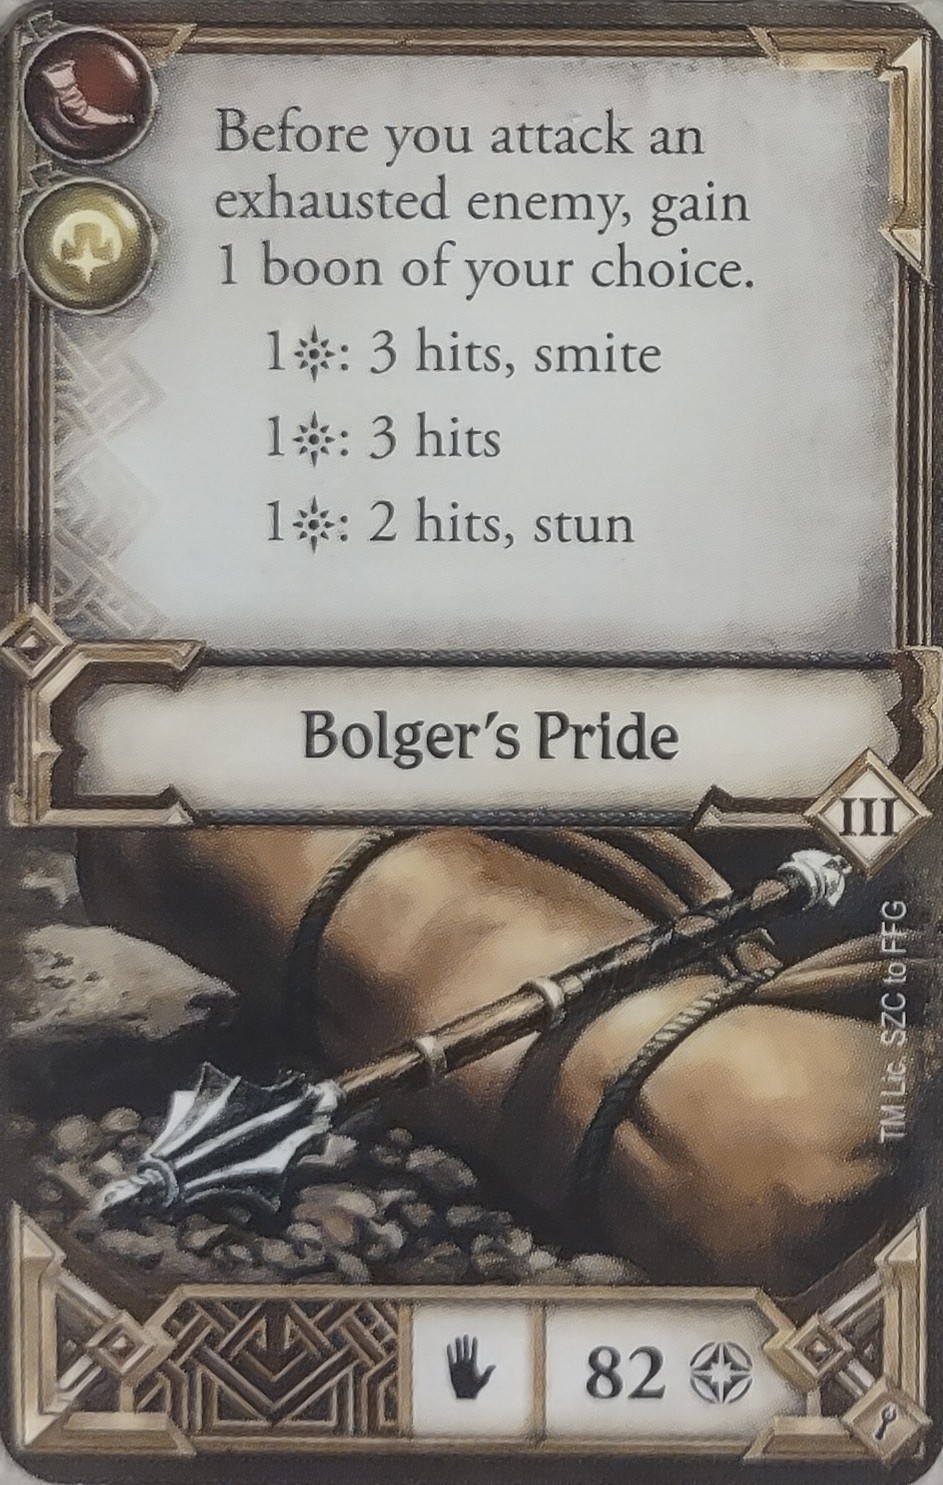 Before you attack an
exhausted enemy, gain
1 boon of your choice.
1: 3 hits, smite
1: 3 hits
1: 2 hits, stun
Bolger's Pride
III
TM Lic. SZC to FFG
82